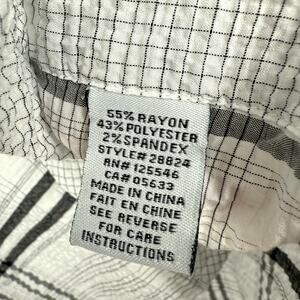 55% RAYON
43% POLYESTER
2% SPANDEX
STYLE# 28824
RN# 125546
CA# 05633
MADE IN CHINA
FAIT EN CHINE
SEE REVERSE
FOR CARE
INSTRUCTIONS